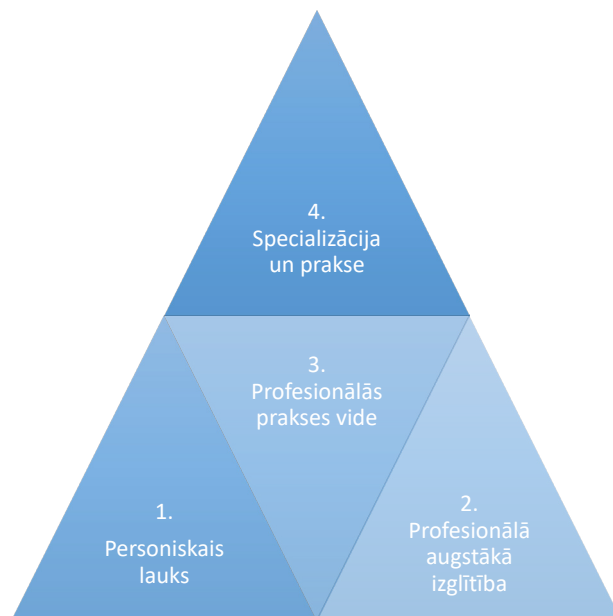 4.
Specializācija
un prakse
3.
Profesionālās
prakses vide
1.
Personiskais
lauks
2.
Profesionālā
augstākā
izglītība